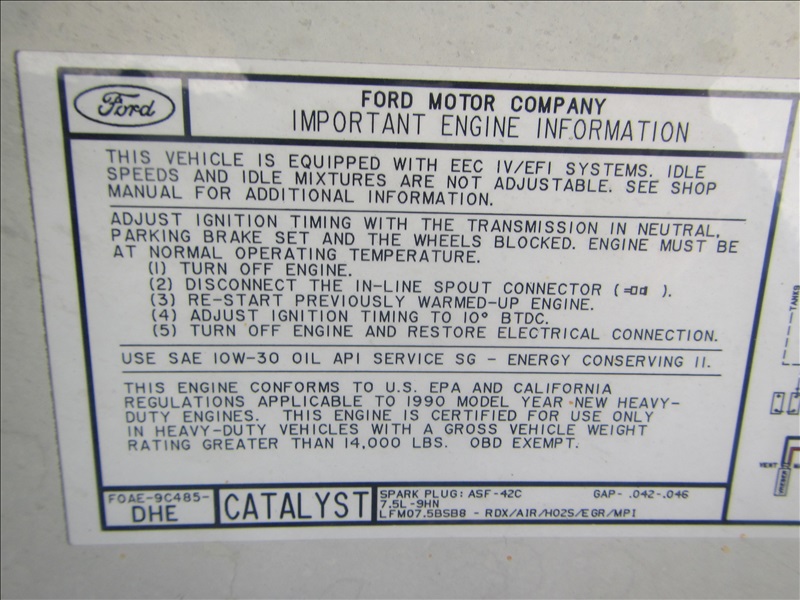 Ford
FORD MOTOR COMPANY
IMPORTANT ENGINE INFORMATION
THIS VEHICLE IS EQUIPPED WITH EEC IV/EFI SYSTEMS. IDLE
SPEEDS AND IDLE MIXTURES ARE NOT ADJUSTABLE. SEE SHOP
MANUAL FOR ADDITIONAL INFORMATION.
ADJUST IGNITION TIMING WITH THE TRANSMISSION IN NEUTRAL,
PARKING BRAKE SET AND THE WHEELS BLOCKED. ENGINE MUST BE
AT NORMAL OPERATING TEMPERATURE.
(1) TURN OFF ENGINE.
(2) DISCONNECT THE IN-LINE SPOUT CONNECTOR ( ).
(3) RE-START PREVIOUSLY WARMED-UP ENGINE.
(4) ADJUST IGNITION TIMING TO 10° BTDC.
(5) TURN OFF ENGINE AND RESTORE ELECTRICAL CONNECTION.
USE SAE 10W-30 OIL API SERVICE SG - ENERGY CONSERVING II.
THIS ENGINE CONFORMS TO U.S. EPA AND CALIFORNIA
REGULATIONS APPLICABLE TO 1990 MODEL YEAR NEW HEAVY-
DUTY ENGINES. THIS ENGINE IS CERTIFIED FOR USE ONLY
IN HEAVY-DUTY VEHICLES WITH A GROSS VEHICLE WEIGHT
RATING GREATER THAN 14,000 LBS. OBD EXEMPT.
F0AE-9C485-
DHE
CATALYST
SPARK PLUG: ASF-42C GAP- .042-.046
7.5L-9HN
LFM07.5BSB8 - RDX/AIR/HO2S/EGR/MPI
TANKS
VENT